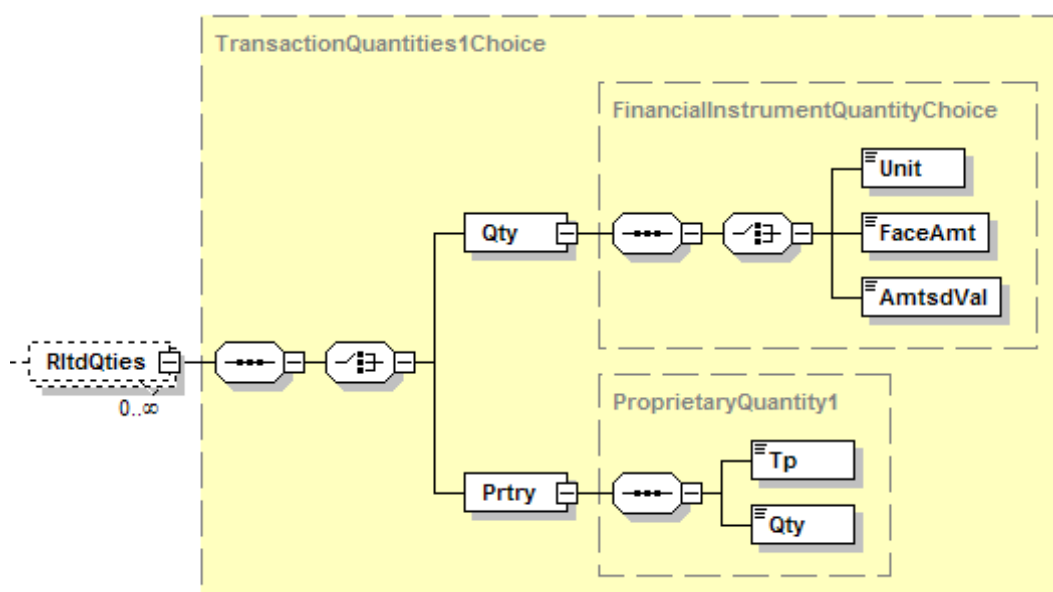 TransactionQuantities1Choice
FinancialInstrumentQuantityChoice
Unit
Qty
FaceAmt
AmtsdVal
RltdQties
0..∞
ProprietaryQuantity1
Tp
Prtry
Qty